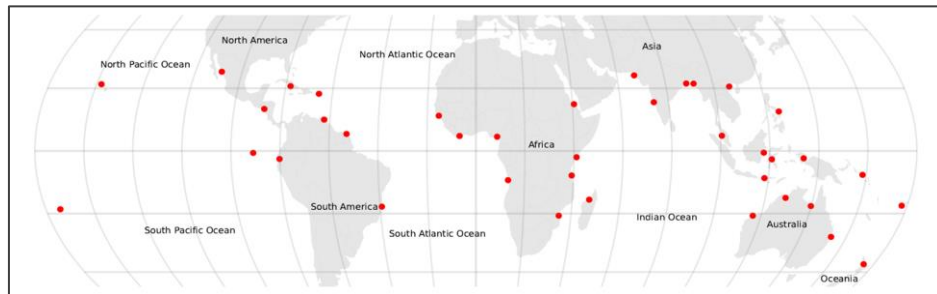 North America
North Atlantic Ocean
Asia
North Pacific Ocean
Africa
South America
Indian Ocean
Australia
South Pacific Ocean
South Atlantic Ocean
Oceania